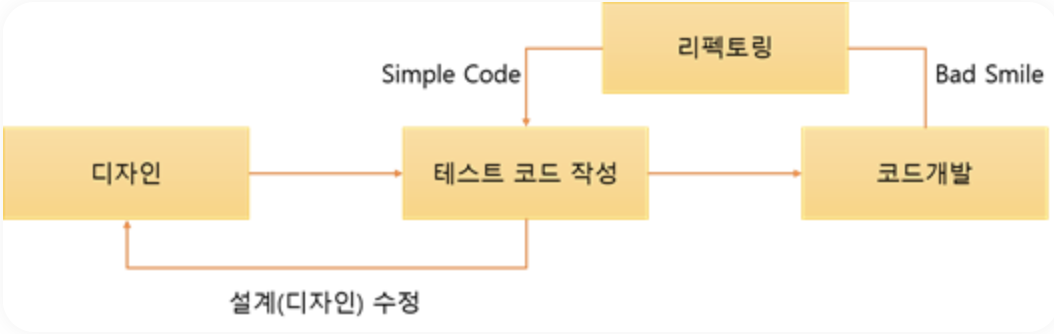 리펙토링
Simple Code
Bad Smile
디자인
테스트 코드 작성
코드개발
설계(디자인) 수정